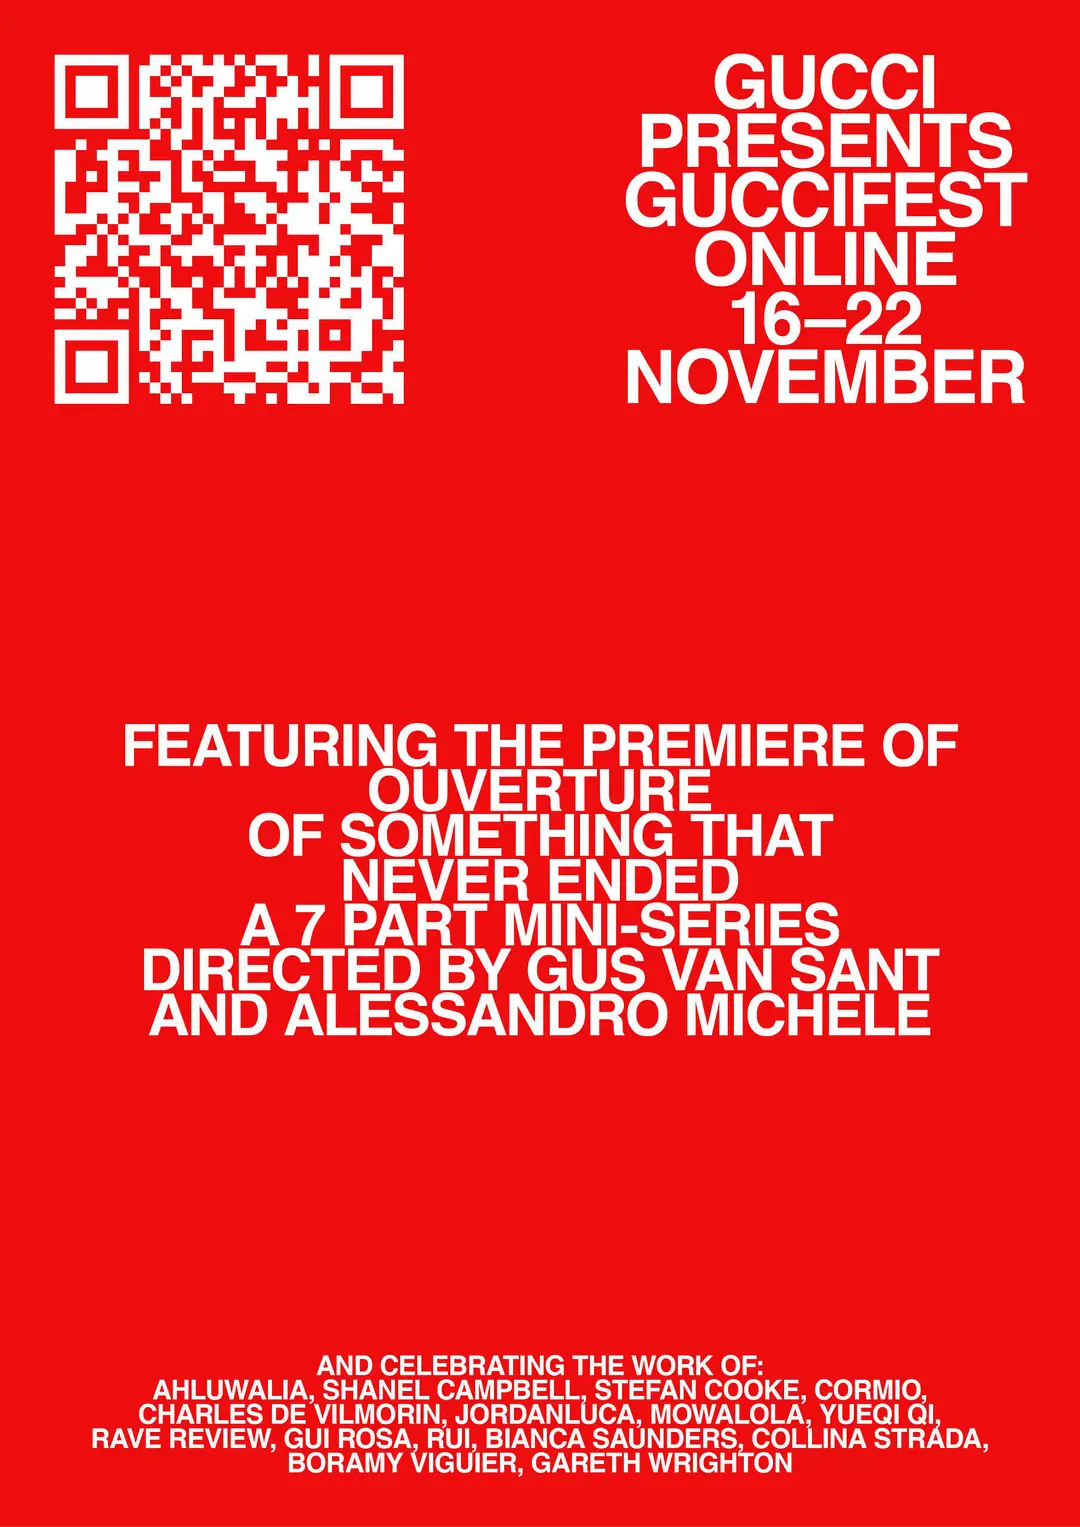 GUCCI
PRESENTS
GUCCIFEST
ONLINE
16–22
NOVEMBER
FEATURING THE PREMIERE OF
OUVERTURE
OF SOMETHING THAT
NEVER ENDED
A 7 PART MINI-SERIES
DIRECTED BY GUS VAN SANT
AND ALESSANDRO MICHELE
AND CELEBRATING THE WORK OF:
AHLUWALIA, SHANEL CAMPBELL, STEFAN COOKE, CORMIO,
CHARLES DE VILMORIN, JORDANLUCA, MOWALOLA, YUEQI QI,
RAVE REVIEW, GUI ROSA, RUI, BIANCA SAUNDERS, COLLINA STRADA,
BORAMY VIGUIER, GARETH WRIGHTON